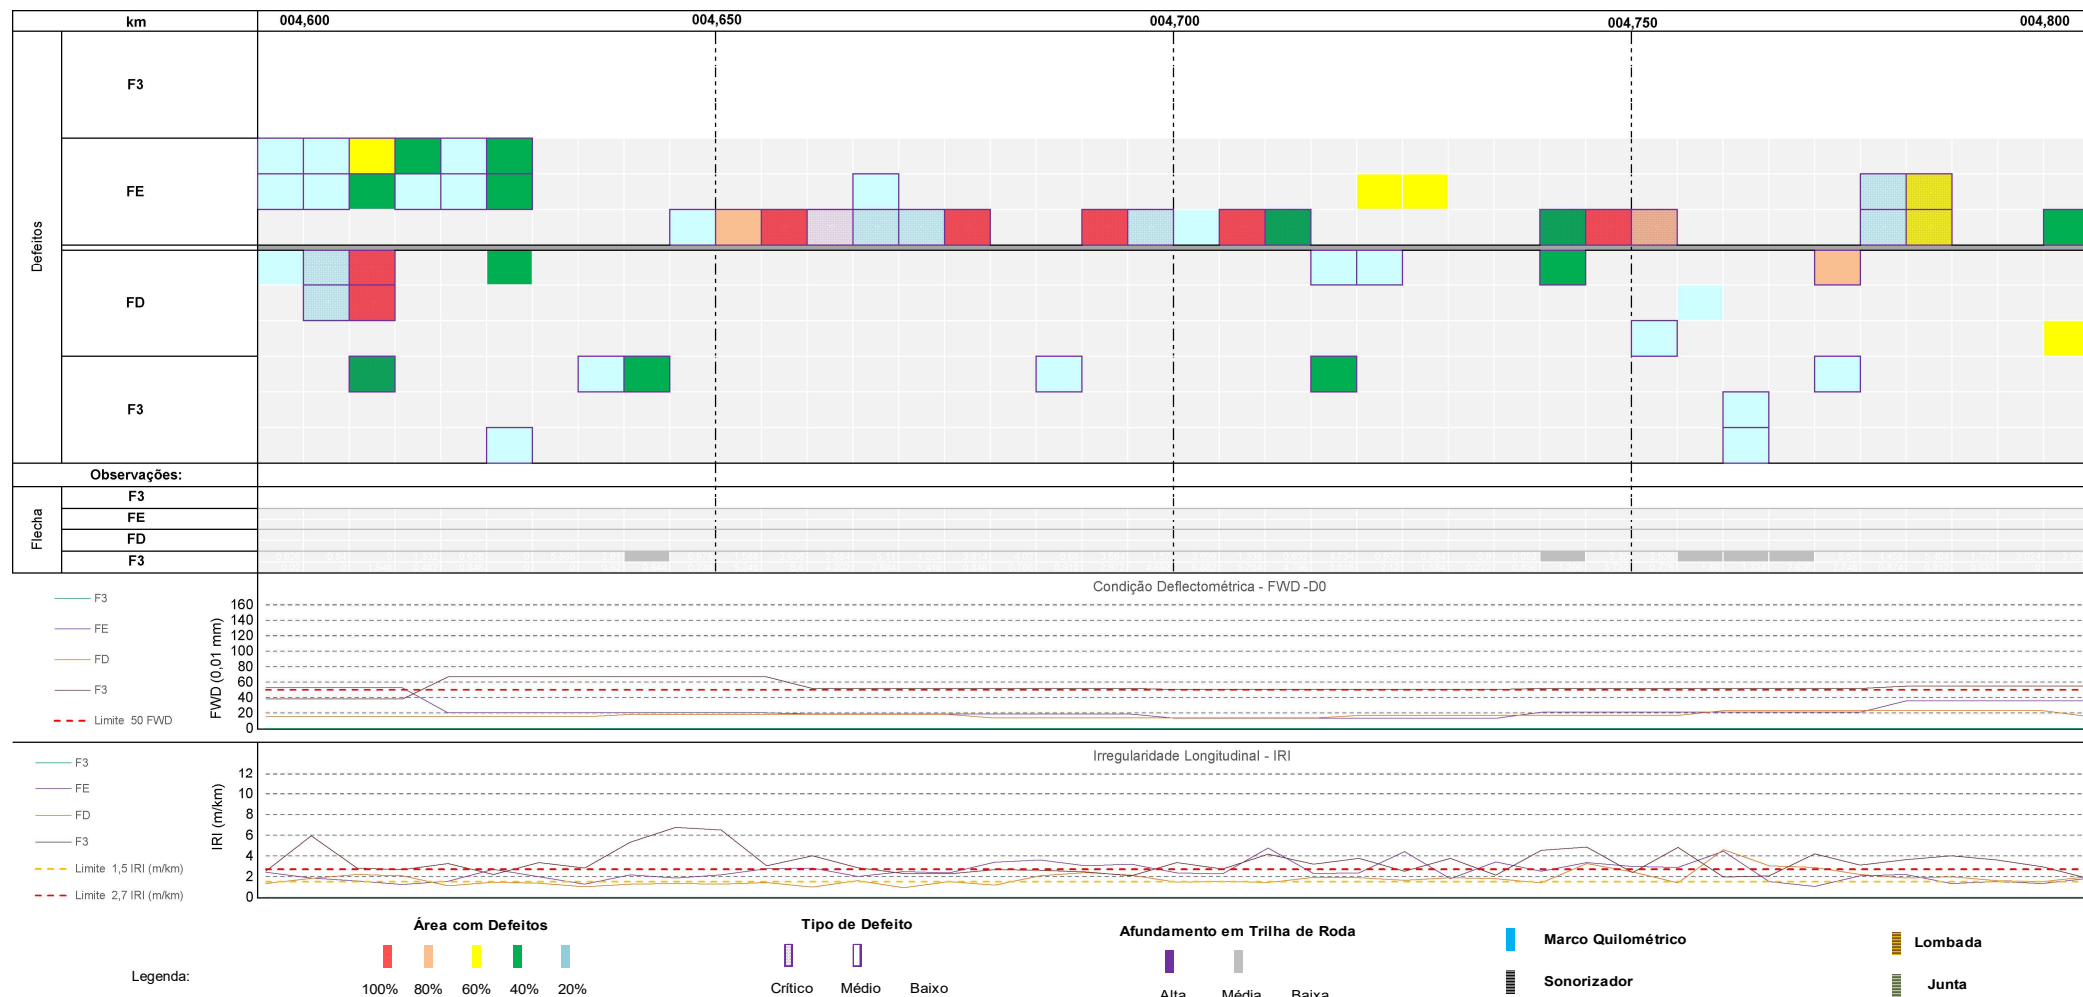 km 004,600 004,650 004,700 004,750 004,800
Defeitos
F3
FE
FD
F3
Observações:
Flecha
F3
FE
FD
F3
Condição Deflectométrica - FWD -D0
F3
FE
FD
F3
Limite 50 FWD
FWD (0,01 mm)
160
140
120
100
80
60
40
20
0
Irregularidade Longitudinal - IRI
F3
FE
FD
F3
Limite 1,5 IRI (m/km)
Limite 2,7 IRI (m/km)
IRI (m/km)
12
10
8
6
4
2
0
Legenda:
Área com Defeitos
100% 80% 60% 40% 20%
Tipo de Defeito
Crítico Médio Baixo
Afundamento em Trilha de Roda
Alta Média Baixa
Marco Quilométrico
Sonorizador
Lombada
Junta